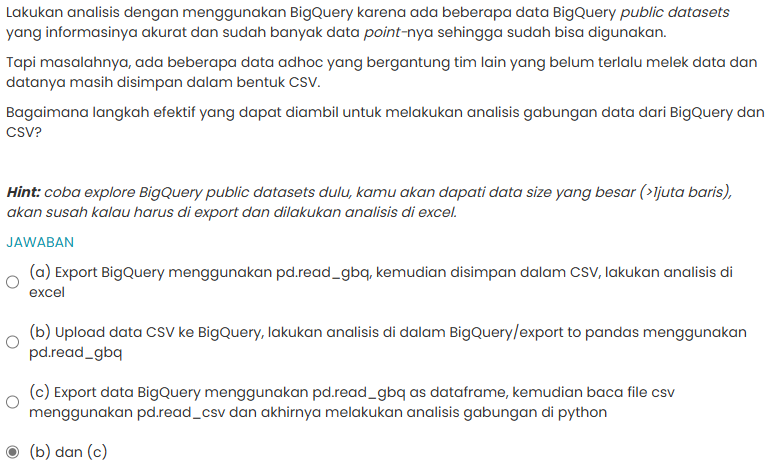 Lakukan analisis dengan menggunakan BigQuery karena ada beberapa data BigQuery public datasets
yang informasinya akurat dan sudah banyak data point-nya sehingga sudah bisa digunakan.
Tapi masalahnya, ada beberapa data adhoc yang bergantung tim lain yang belum terlalu melek data dan
datanya masih disimpan dalam bentuk CSV.
Bagaimana langkah efektif yang dapat diambil untuk melakukan analisis gabungan data dari BigQuery dan
CSV?
Hint: coba explore BigQuery public datasets dulu, kamu akan dapati data size yang besar (>1juta baris),
akan susah kalau harus di export dan dilakukan analisis di excel.
JAWABAN
(a) Export BigQuery menggunakan pd.read_gbq, kemudian disimpan dalam CSV, lakukan analisis di
excel
(b) Upload data CSV ke BigQuery, lakukan analisis di dalam BigQuery/export to pandas menggunakan
pd.read_gbq
(c) Export data BigQuery menggunakan pd.read_gbq as dataframe, kemudian baca file csv
menggunakan pd.read_csv dan akhirnya melakukan analisis gabungan di python
(b) dan (c)